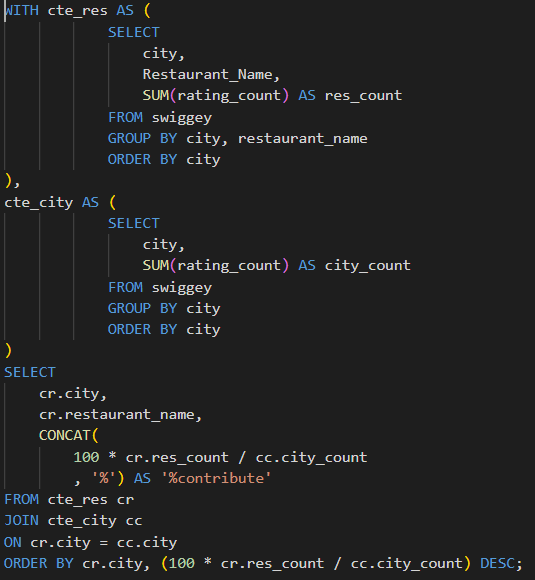 WITH cte_res AS (
SELECT
city,
Restaurant_Name,
SUM(rating_count) AS res_count
FROM swiggey
GROUP BY city, restaurant_name
ORDER BY city
),
cte_city AS (
SELECT
city,
SUM(rating_count) AS city_count
FROM swiggey
GROUP BY city
ORDER BY city
)
SELECT
cr.city,
cr.restaurant_name,
CONCAT(
100 * cr.res_count / cc.city_count
, '%') AS '%contribute'
FROM cte_res cr
JOIN cte_city cc
ON cr.city = cc.city
ORDER BY cr.city, (100 * cr.res_count / cc.city_count) DESC;